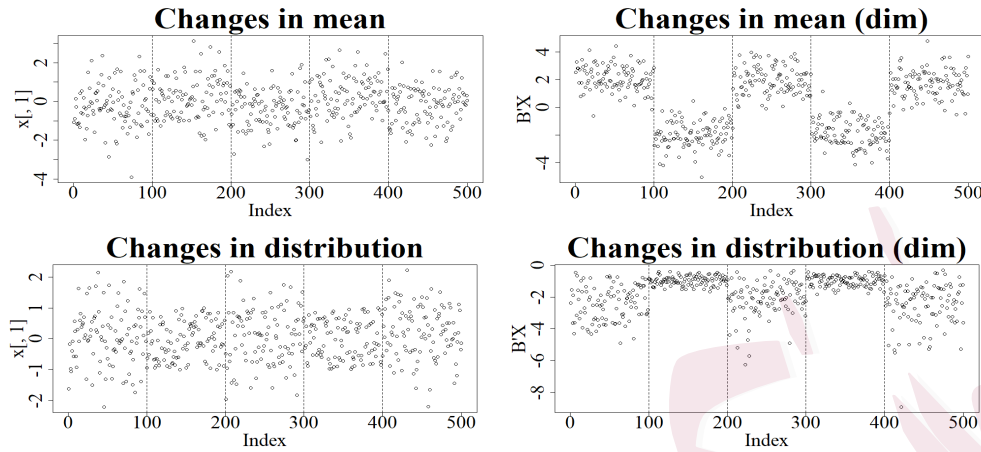 Changes in mean
x[, 1]
2
0
-2
-4
0 100 200 300 400 500
Index
Changes in mean (dim)
B'X
4
2
0
-2
-4
0 100 200 300 400 500
Index
Changes in distribution
x[, 1]
2
1
0
-1
-2
0 100 200 300 400 500
Index
Changes in distribution (dim)
B'X
0
-2
-4
-6
-8
0 100 200 300 400 500
Index